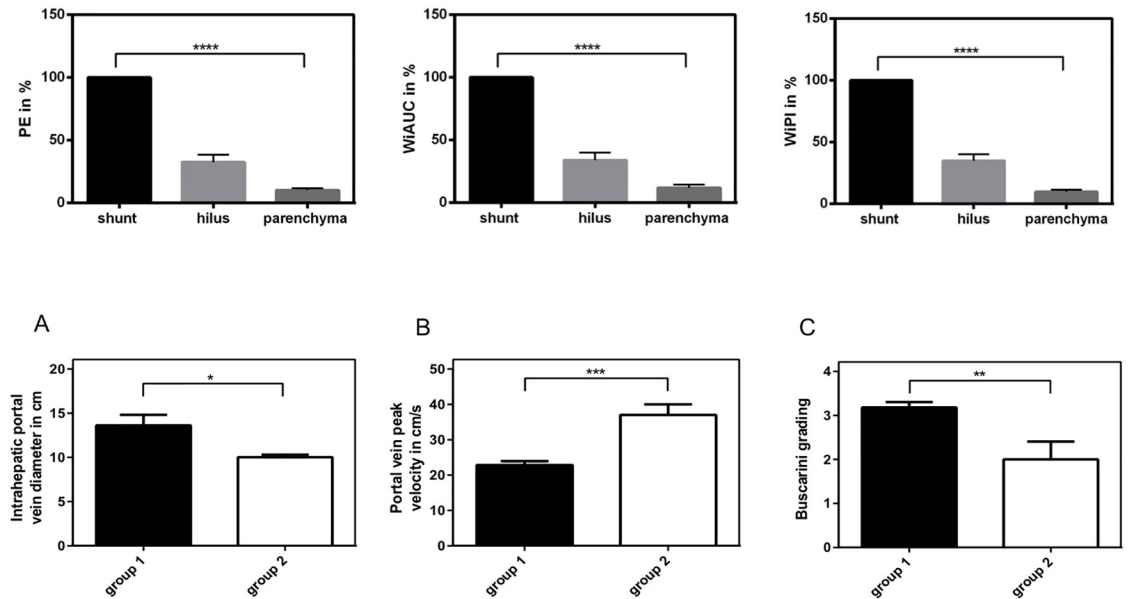 150
100
50
0
PE in %
****
shunt
hilus
parenchyma
150
100
50
0
WiAUC in %
****
shunt
hilus
parenchyma
150
100
50
0
WiPI in %
****
shunt
hilus
parenchyma
A
20
15
10
5
0
Intrahepatic portal
vein diameter in cm
*
group 1
group 2
B
50
40
30
20
10
0
Portal vein peak
velocity in cm/s
***
group 1
group 2
C
4
3
2
1
0
Buscarini grading
**
group 1
group 2